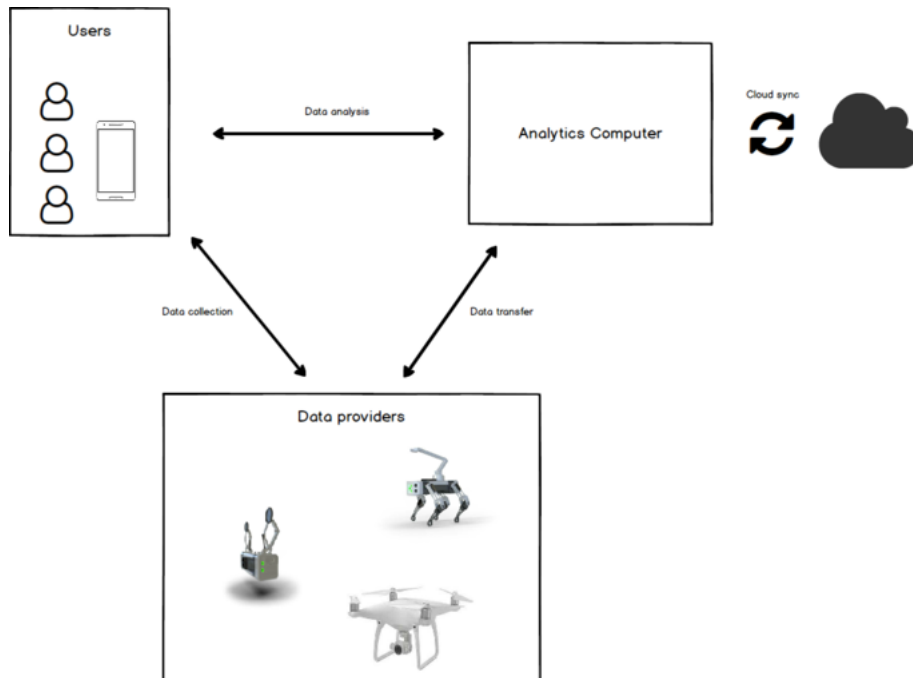 Users
Data analysis
Analytics Computer
Cloud sync
Data collection
Data transfer
Data providers